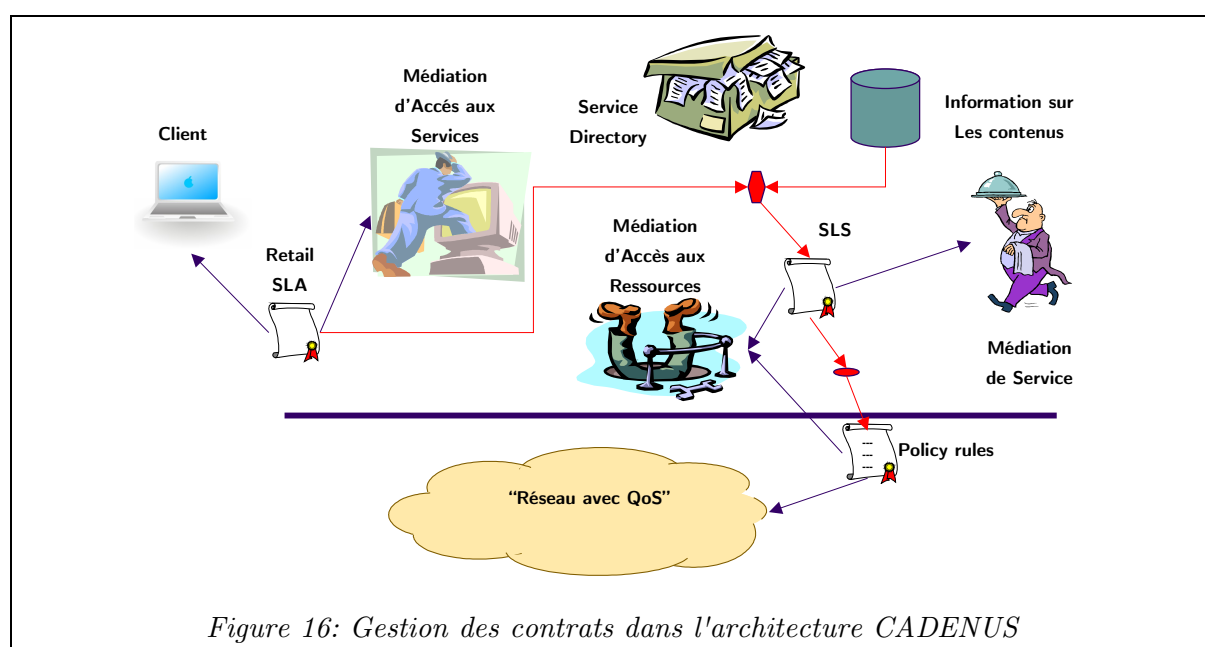 Médiation
d'Accés aux
Services
Service
Directory
Information sur
Les contenus
Client
Retail
SLA
Médiation
d'Accès aux
Ressources
SLS
Médiation
de Service
Policy rules
---
---
---
“Réseau avec QoS”
Figure 16: Gestion des contrats dans l'architecture CADENUS